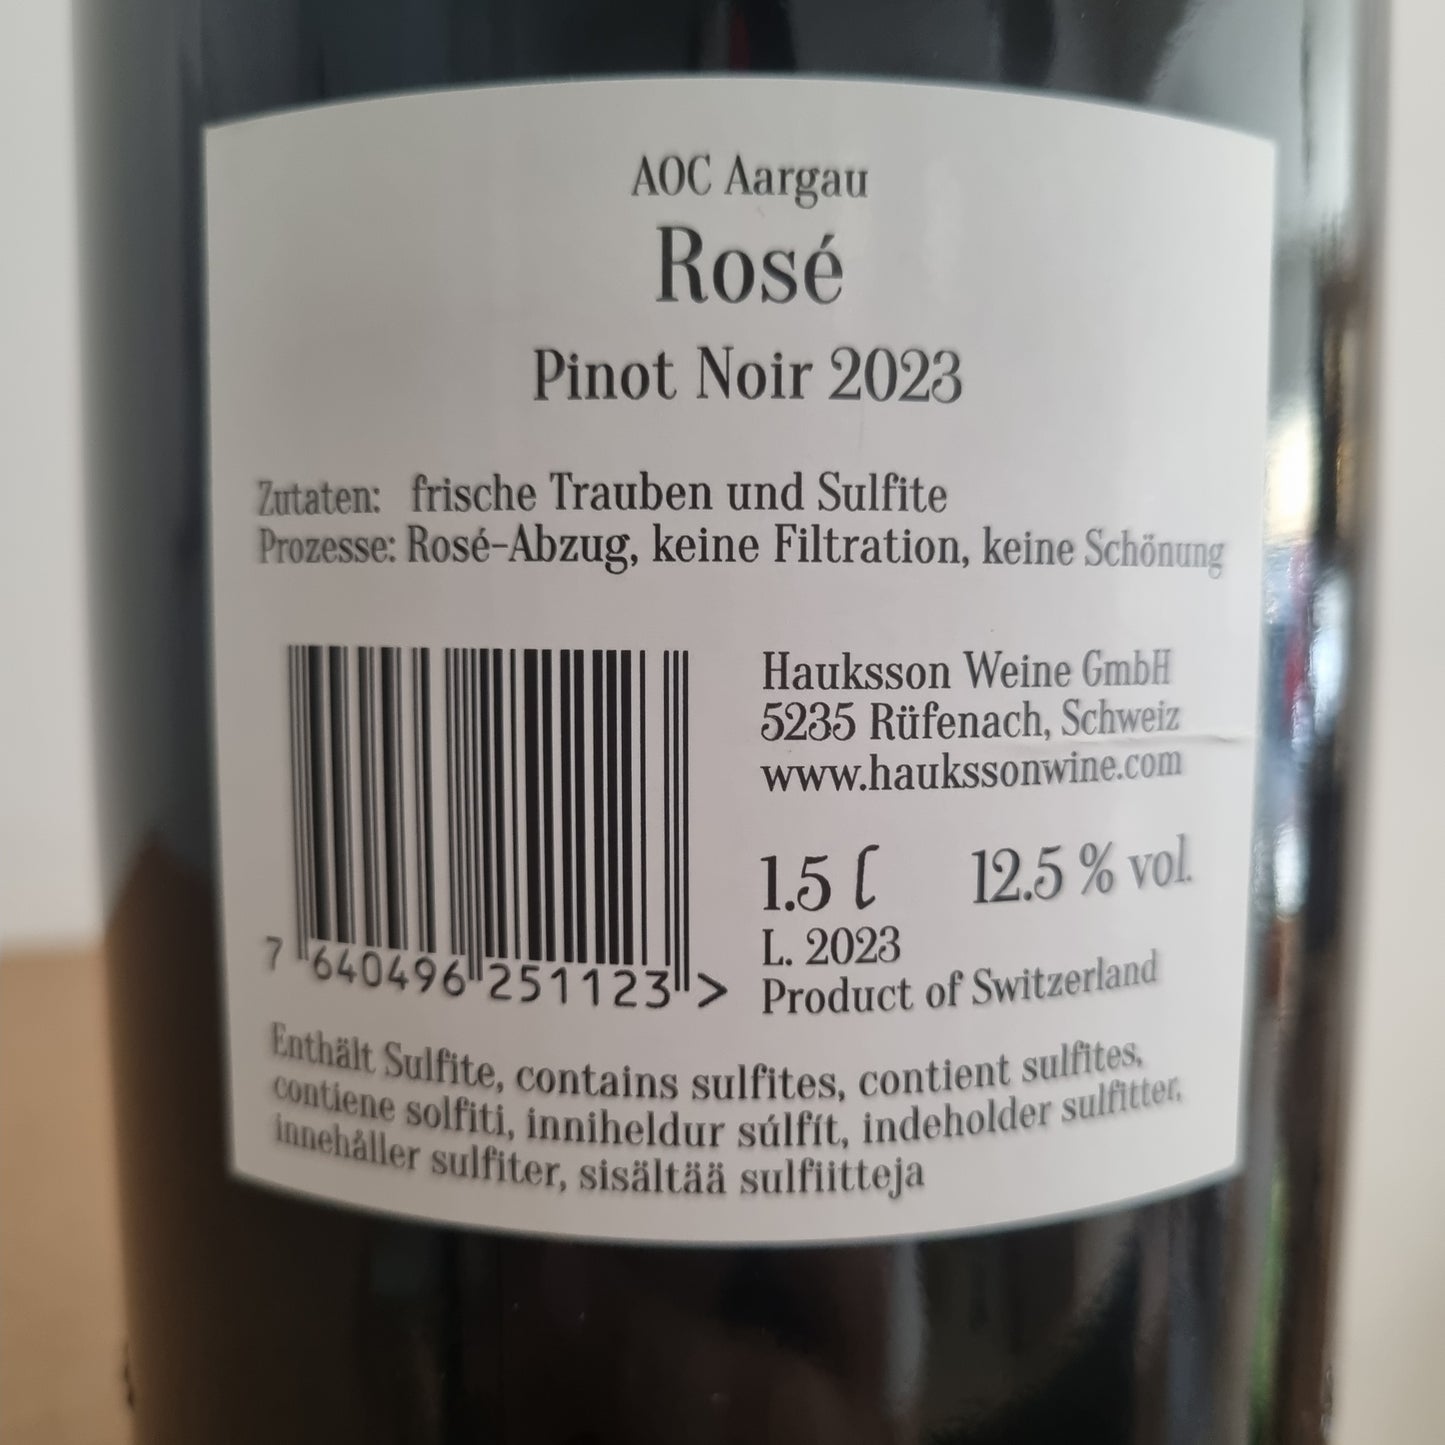 AOC Aargau
Rosé
Pinot Noir 2023
Zutaten: frische Trauben und Sulfite
Prozesse: Rosé-Abzug, keine Filtration, keine Schönung
Hauksson Weine GmbH
5235 Rüfenach, Schweiz
www.haukssonwine.com
1.5 l 12.5 % vol.
L. 2023
Product of Switzerland
7 640496 251123 >
Enthält Sulfite, contains sulfites, contient sulfites,
contiene solfiti, inniheldur súlfít, indeholder sulfitter,
innehåller sulfiter, sisältää sulfiitteja